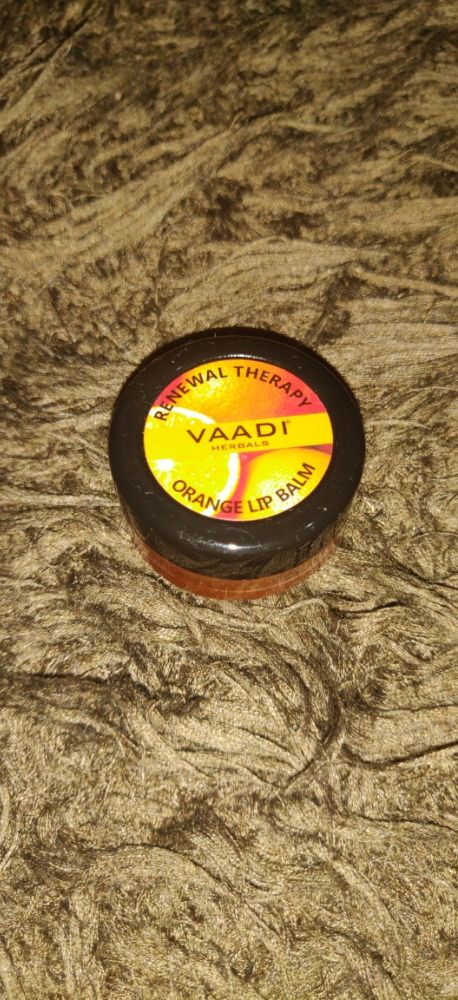 RENEWAL THERAPY
VAADI®
HERBALS
ORANGE LIP BALM